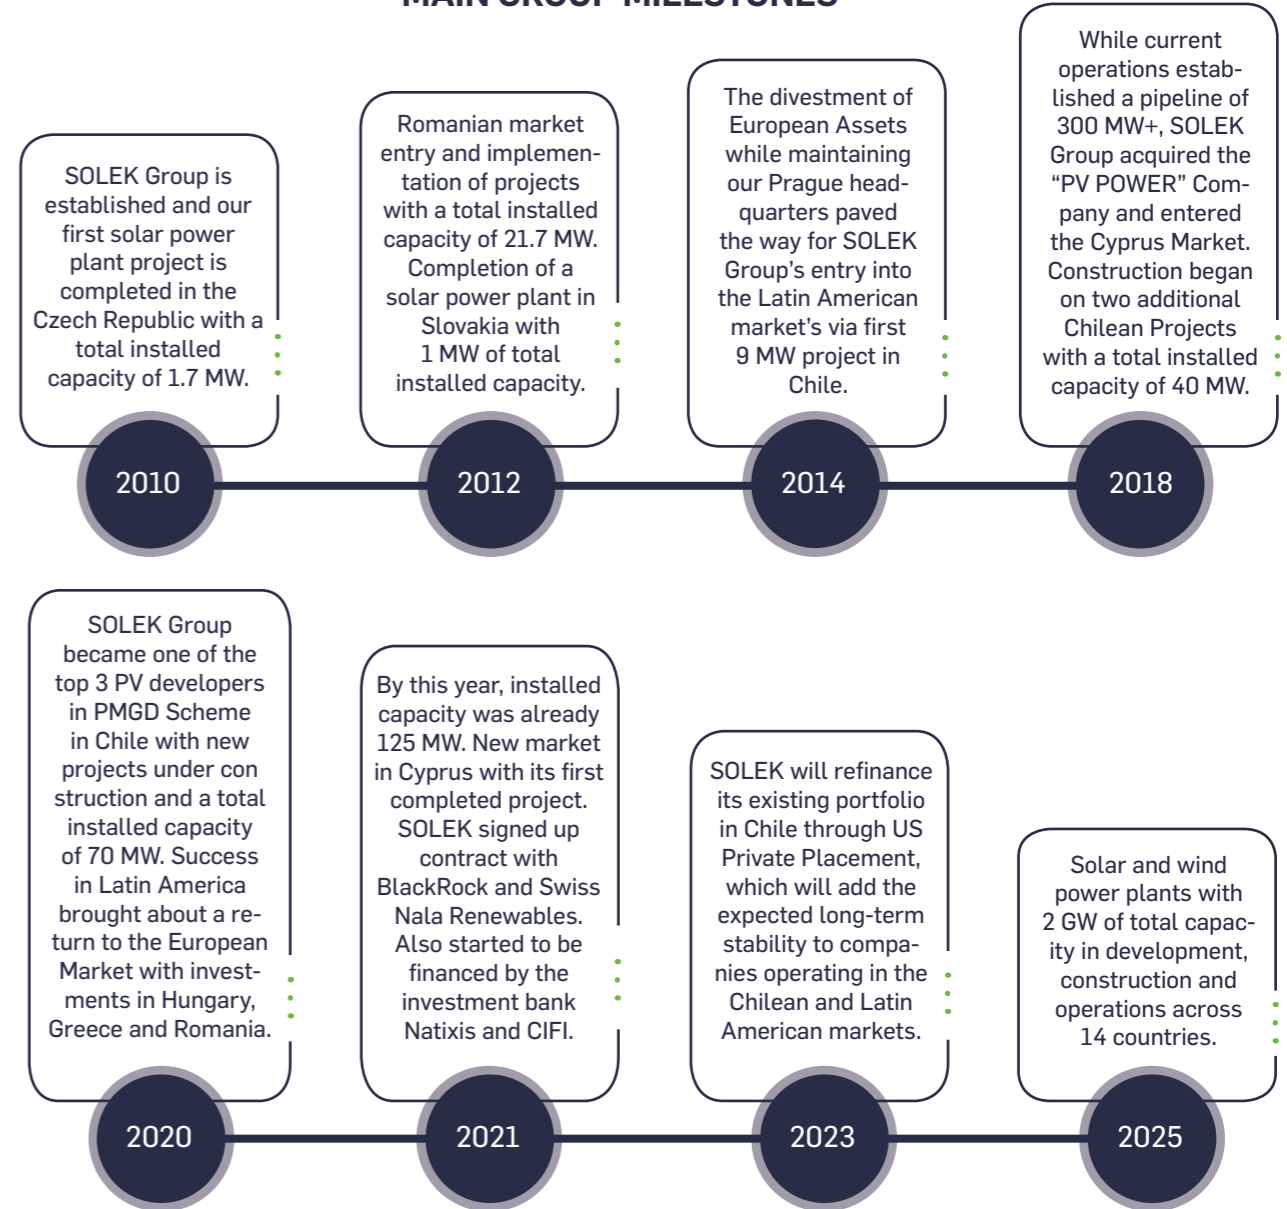 MAIN GROUP MILESTONES
SOLEK Group is
established and our
first solar power
plant project is
completed in the
Czech Republic with a
total installed
capacity of 1.7 MW.
2010
Romanian market
entry and implemen-
tation of projects
with a total installed
capacity of 21.7 MW.
Completion of a
solar power plant in
Slovakia with
1 MW of total
installed capacity.
2012
The divestment of
European Assets
while maintaining
our Prague head-
quarters paved
the way for SOLEK
Group’s entry into
the Latin American
market’s via first
9 MW project in
Chile.
2014
While current
operations estab-
lished a pipeline of
300 MW+, SOLEK
Group acquired the
“PV POWER” Com-
pany and entered
the Cyprus Market.
Construction began
on two additional
Chilean Projects
with a total installed
capacity of 40 MW.
2018
SOLEK Group
became one of the
top 3 PV developers
in PMGD Scheme
in Chile with new
projects under con
struction and a total
installed capacity
of 70 MW. Success
in Latin America
brought about a re-
turn to the European
Market with invest-
ments in Hungary,
Greece and Romania.
2020
By this year, installed
capacity was already
125 MW. New market
in Cyprus with its first
completed project.
SOLEK signed up
contract with
BlackRock and Swiss
Nala Renewables.
Also started to be
financed by the
investment bank
Natixis and CIFI.
2021
SOLEK will refinance
its existing portfolio
in Chile through US
Private Placement,
which will add the
expected long-term
stability to compa-
nies operating in the
Chilean and Latin
American markets.
2023
Solar and wind
power plants with
2 GW of total capac-
ity in development,
construction and
operations across
14 countries.
2025